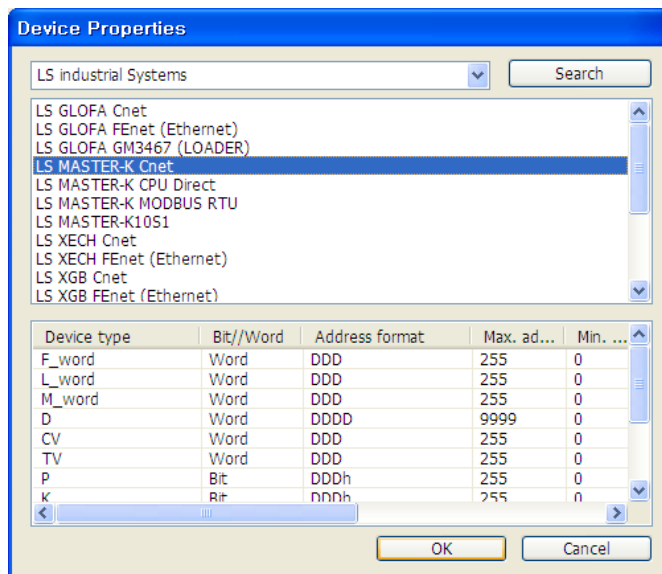 Device Properties
LS industrial Systems
Search
LS GLOFA Cnet
LS GLOFA FEnet (Ethernet)
LS GLOFA GM3467 (LOADER)
LS MASTER-K Cnet
LS MASTER-K CPU Direct
LS MASTER-K MODBUS RTU
LS MASTER-K10S1
LS XECH Cnet
LS XECH FEnet (Ethernet)
LS XGB Cnet
LS XGB FEnet (Ethernet)
Device type Bit//Word Address format Max. ad... Min. ...
F_word Word DDD 255 0
L_word Word DDD 255 0
M_word Word DDD 255 0
D Word DDDD 9999 0
CV Word DDD 255 0
TV Word DDD 255 0
P Bit DDDh 255 0
K Bit DDDh 255 0
OK Cancel